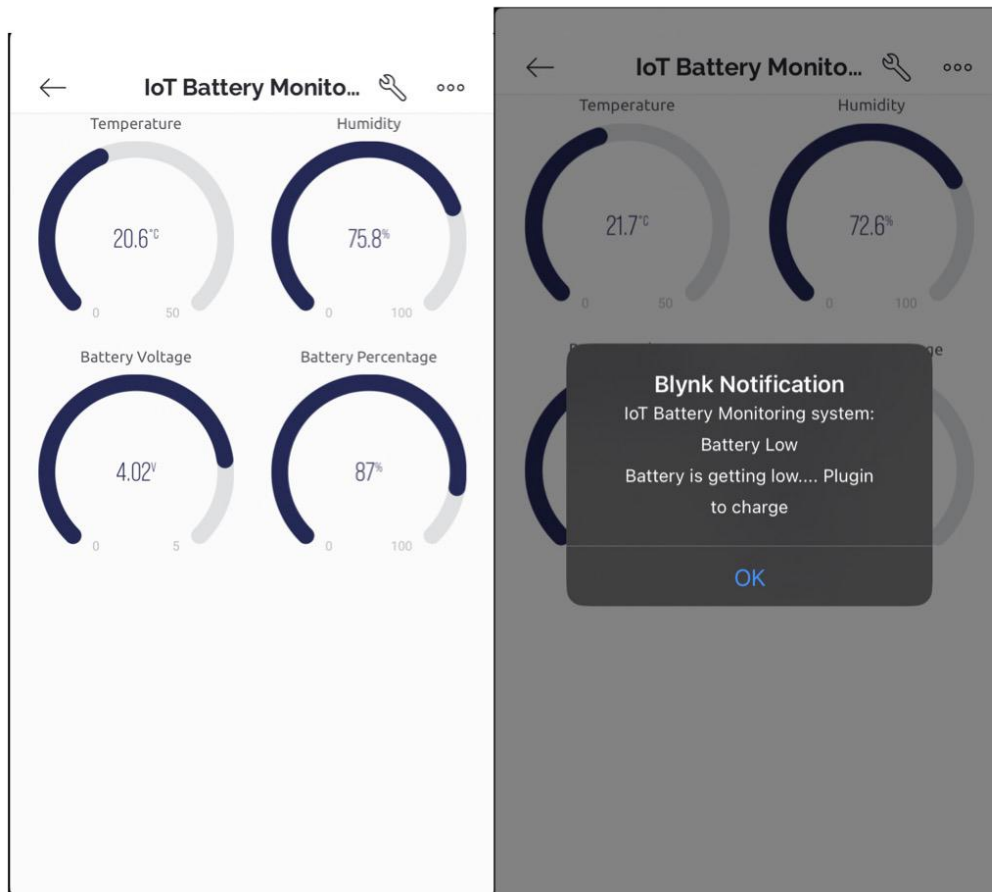 IoT Battery Monito...
Temperature
Humidity
20.6°C
75.8%
0
50
0
100
Battery Voltage
Battery Percentage
4.02V
87%
0
5
0
100
IoT Battery Monito...
Temperature
Humidity
21.7°C
72.6%
0
50
0
100
Blynk Notification
IoT Battery Monitoring system:
Battery Low
Battery is getting low.... Plugin
to charge
OK